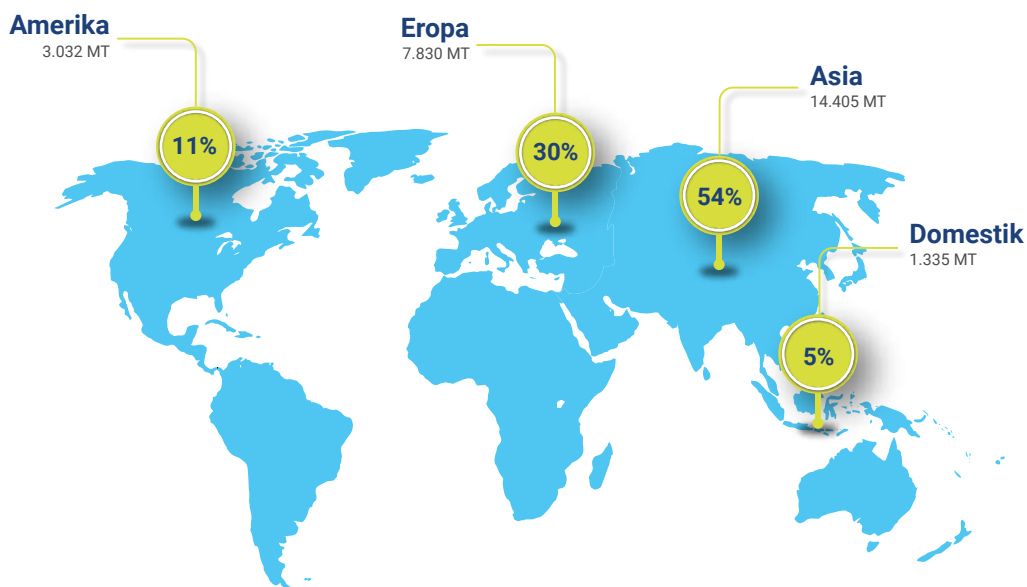 Amerika
3.032 MT
11%
Eropa
7.830 MT
30%
Asia
14.405 MT
54%
Domestik
1.335 MT
5%